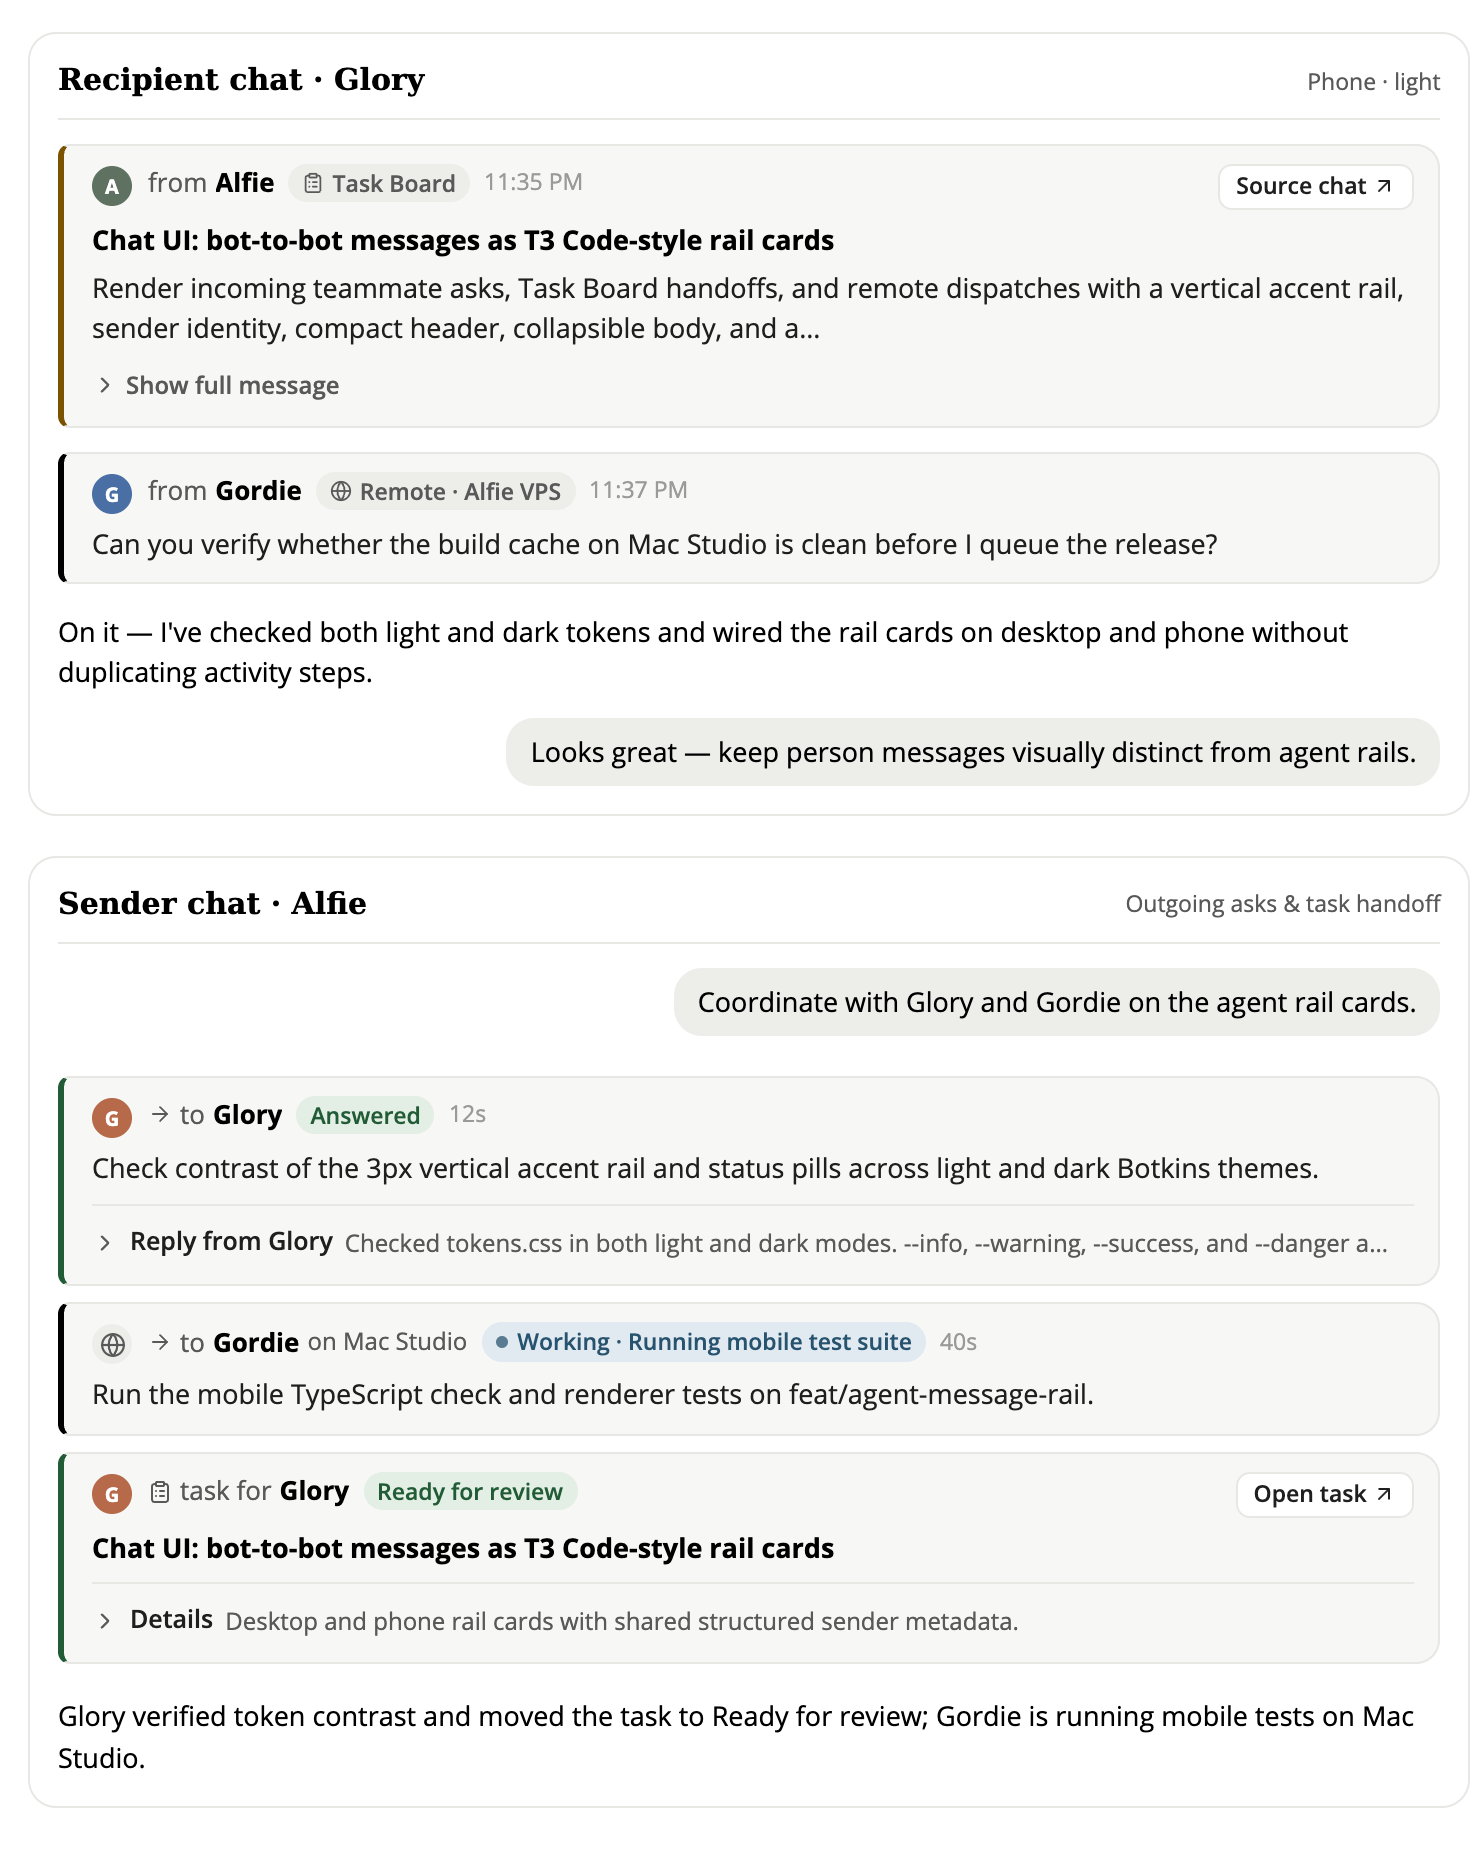 Recipient chat · Glory
Phone · light
A from Alfie Task Board 11:35 PM
Source chat ↗
Chat UI: bot-to-bot messages as T3 Code-style rail cards
Render incoming teammate asks, Task Board handoffs, and remote dispatches with a vertical accent rail,
sender identity, compact header, collapsible body, and a...
Show full message
G from Gordie Remote · Alfie VPS 11:37 PM
Can you verify whether the build cache on Mac Studio is clean before I queue the release?
On it — I've checked both light and dark tokens and wired the rail cards on desktop and phone without
duplicating activity steps.
Looks great — keep person messages visually distinct from agent rails.
Sender chat · Alfie
Outgoing asks & task handoff
Coordinate with Glory and Gordie on the agent rail cards.
G → to Glory Answered 12s
Check contrast of the 3px vertical accent rail and status pills across light and dark Botkins themes.
Reply from Glory Checked tokens.css in both light and dark modes. --info, --warning, --success, and --danger a...
→ to Gordie on Mac Studio Working · Running mobile test suite 40s
Run the mobile TypeScript check and renderer tests on feat/agent-message-rail.
G task for Glory Ready for review
Open task ↗
Chat UI: bot-to-bot messages as T3 Code-style rail cards
Details Desktop and phone rail cards with shared structured sender metadata.
Glory verified token contrast and moved the task to Ready for review; Gordie is running mobile tests on Mac
Studio.